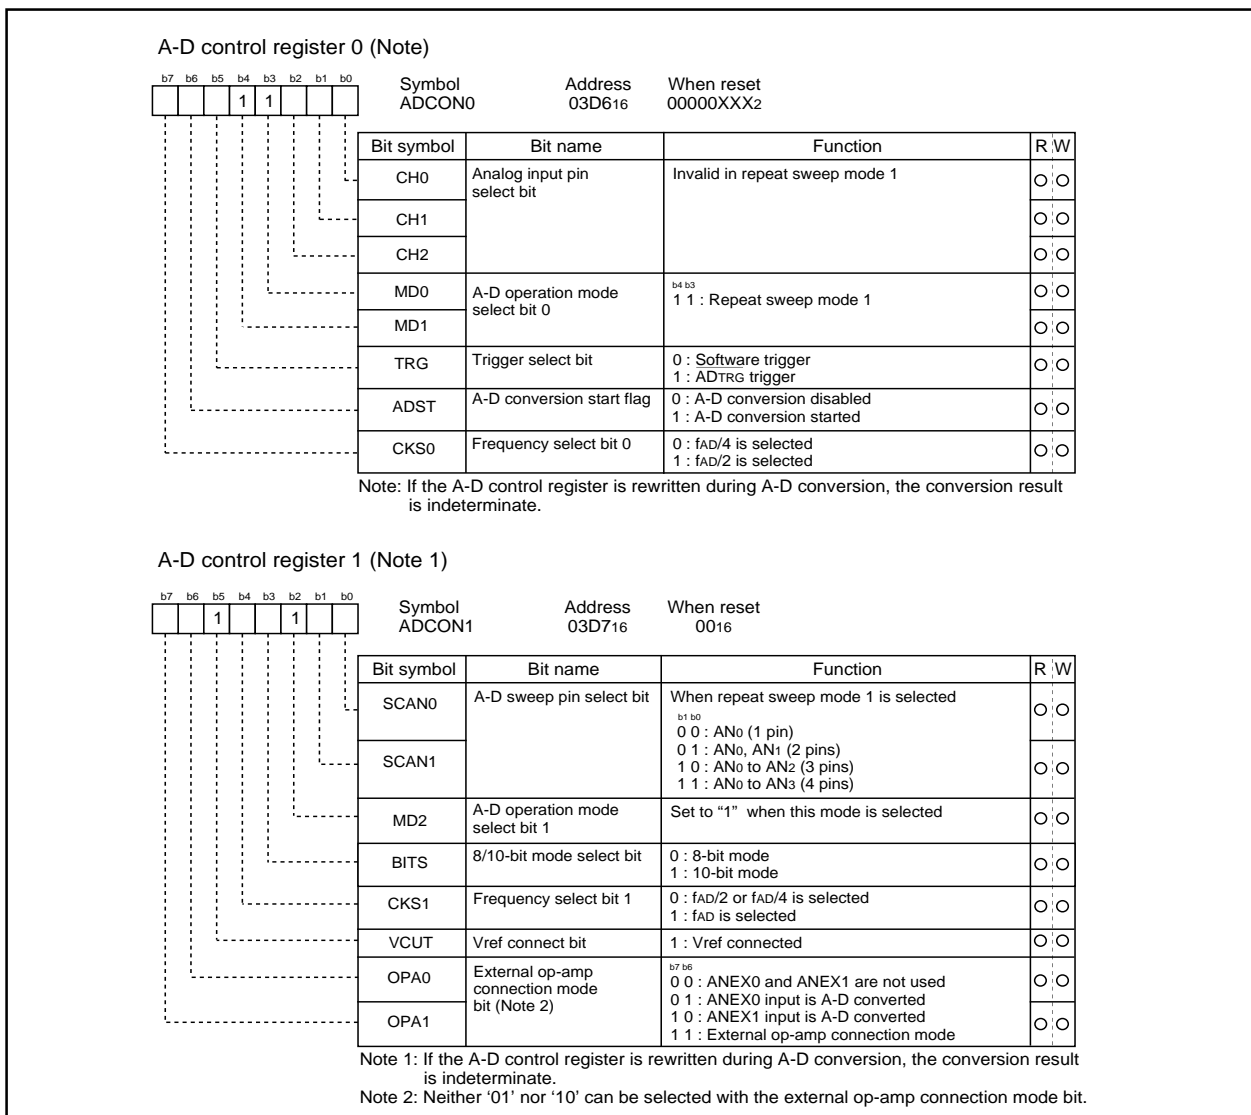 A-D control register 0 (Note)
b7 b6 b5 b4 b3 b2 b1 b0
1 1
Symbol Address When reset
ADCON0 03D616 00000XXX2
Bit symbol Bit name Function R W
CH0 Analog input pin select bit Invalid in repeat sweep mode 1
CH1
CH2
MD0 A-D operation mode select bit 0
b4 b3
1 1 : Repeat sweep mode 1
MD1
TRG Trigger select bit 0 : Software trigger
1 : ADTRG trigger
ADST A-D conversion start flag 0 : A-D conversion disabled
1 : A-D conversion started
CKS0 Frequency select bit 0 0 : fAD/4 is selected
1 : fAD/2 is selected
Note: If the A-D control register is rewritten during A-D conversion, the conversion result
is indeterminate.
A-D control register 1 (Note 1)
b7 b6 b5 b4 b3 b2 b1 b0
1 1
Symbol Address When reset
ADCON1 03D716 0016
Bit symbol Bit name Function R W
SCAN0 A-D sweep pin select bit When repeat sweep mode 1 is selected
b1 b0
0 0 : AN0 (1 pin)
0 1 : AN0, AN1 (2 pins)
SCAN1 1 0 : AN0 to AN2 (3 pins)
1 1 : AN0 to AN3 (4 pins)
MD2 A-D operation mode select bit 1 Set to “1” when this mode is selected
BITS 8/10-bit mode select bit 0 : 8-bit mode
1 : 10-bit mode
CKS1 Frequency select bit 1 0 : fAD/2 or fAD/4 is selected
1 : fAD is selected
VCUT Vref connect bit 1 : Vref connected
OPA0 External op-amp connection mode bit (Note 2)
b7 b6
0 0 : ANEX0 and ANEX1 are not used
0 1 : ANEX0 input is A-D converted
OPA1 1 0 : ANEX1 input is A-D converted
1 1 : External op-amp connection mode
Note 1: If the A-D control register is rewritten during A-D conversion, the conversion result
is indeterminate.
Note 2: Neither ‘01’ nor ‘10’ can be selected with the external op-amp connection mode bit.